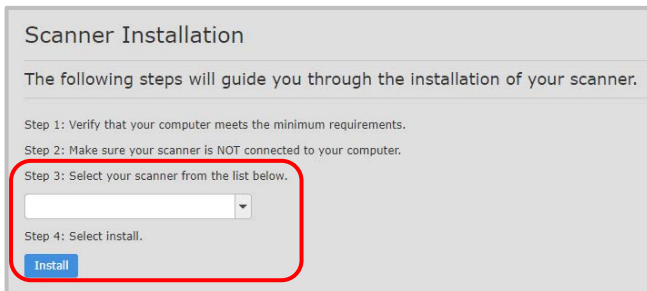 Scanner Installation
The following steps will guide you through the installation of your scanner.
Step 1: Verify that your computer meets the minimum requirements.
Step 2: Make sure your scanner is NOT connected to your computer.
Step 3: Select your scanner from the list below.
Step 4: Select install.
Install